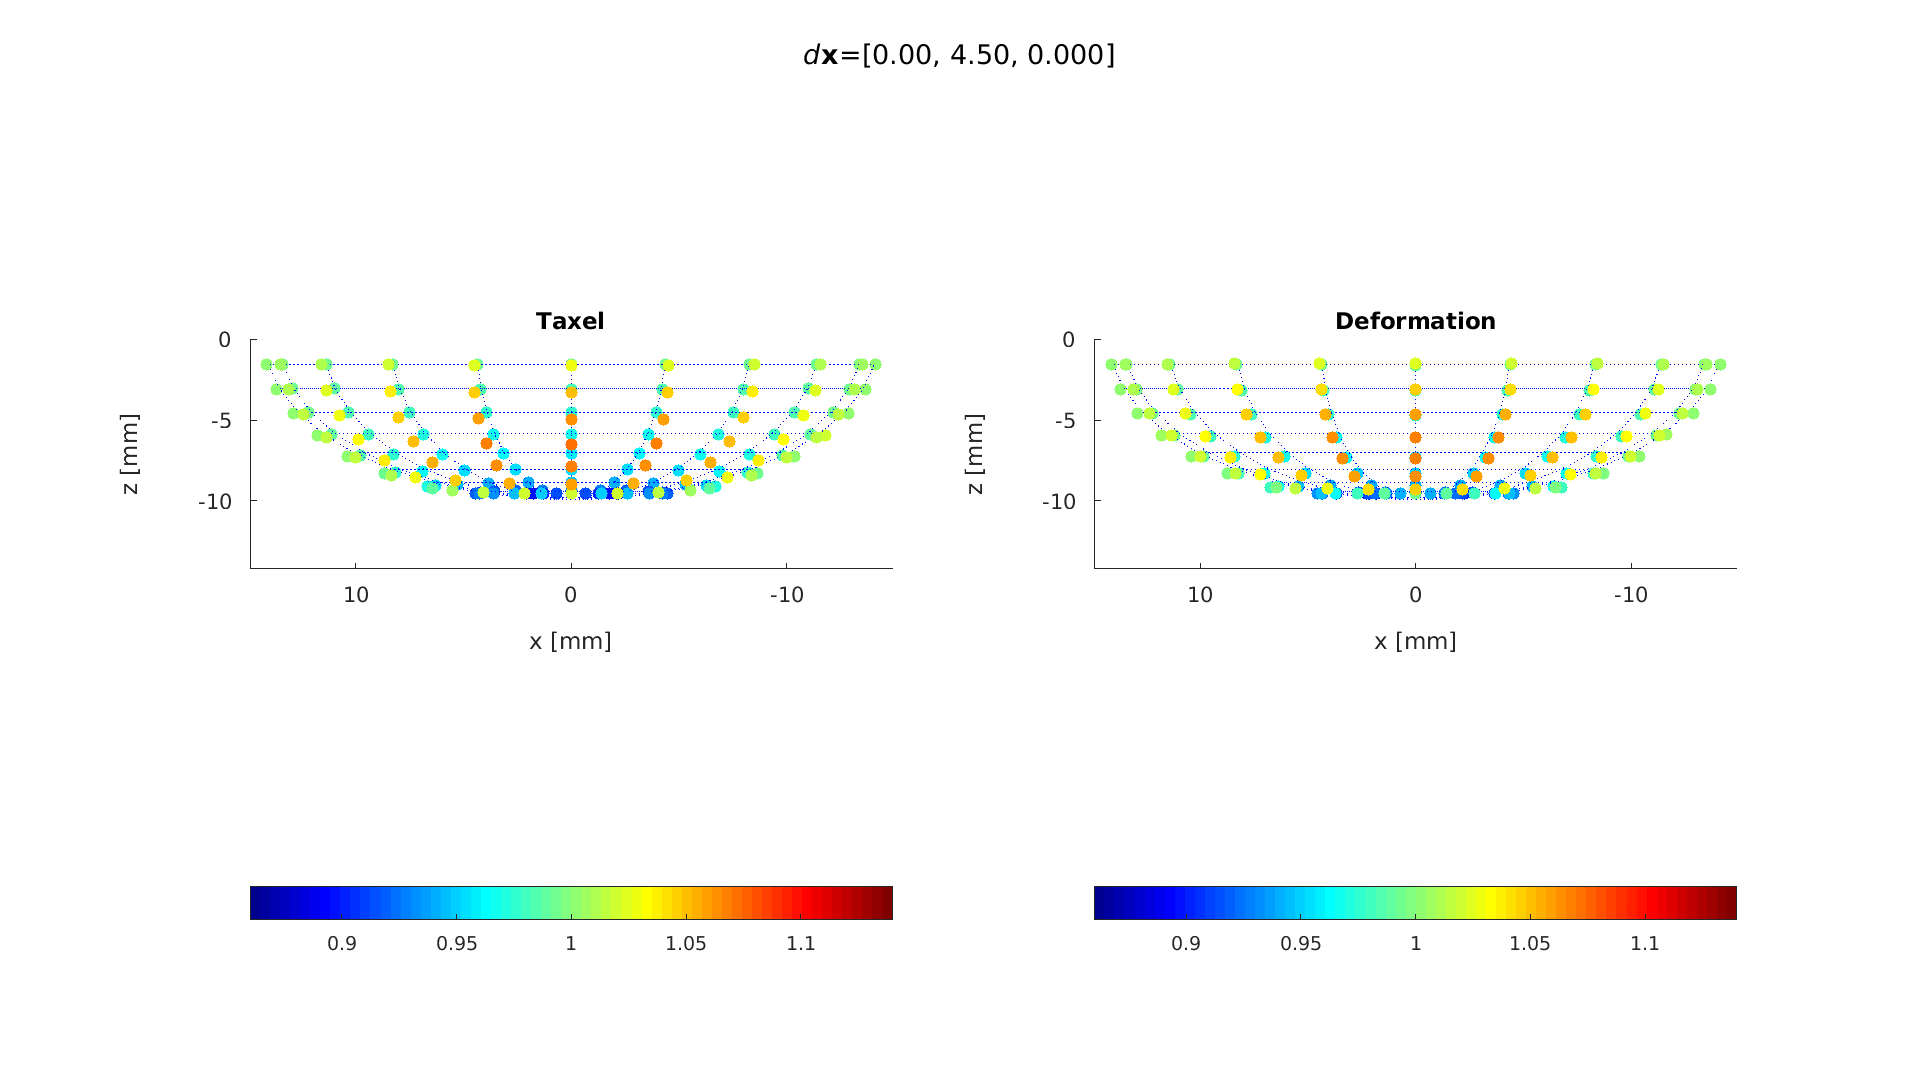 dx=[0.00, 4.50, 0.000]
Taxel
0
-5
-10
z [mm]
10 0 -10
x [mm]
0.9 0.95 1 1.05 1.1
Deformation
0
-5
-10
z [mm]
10 0 -10
x [mm]
0.9 0.95 1 1.05 1.1